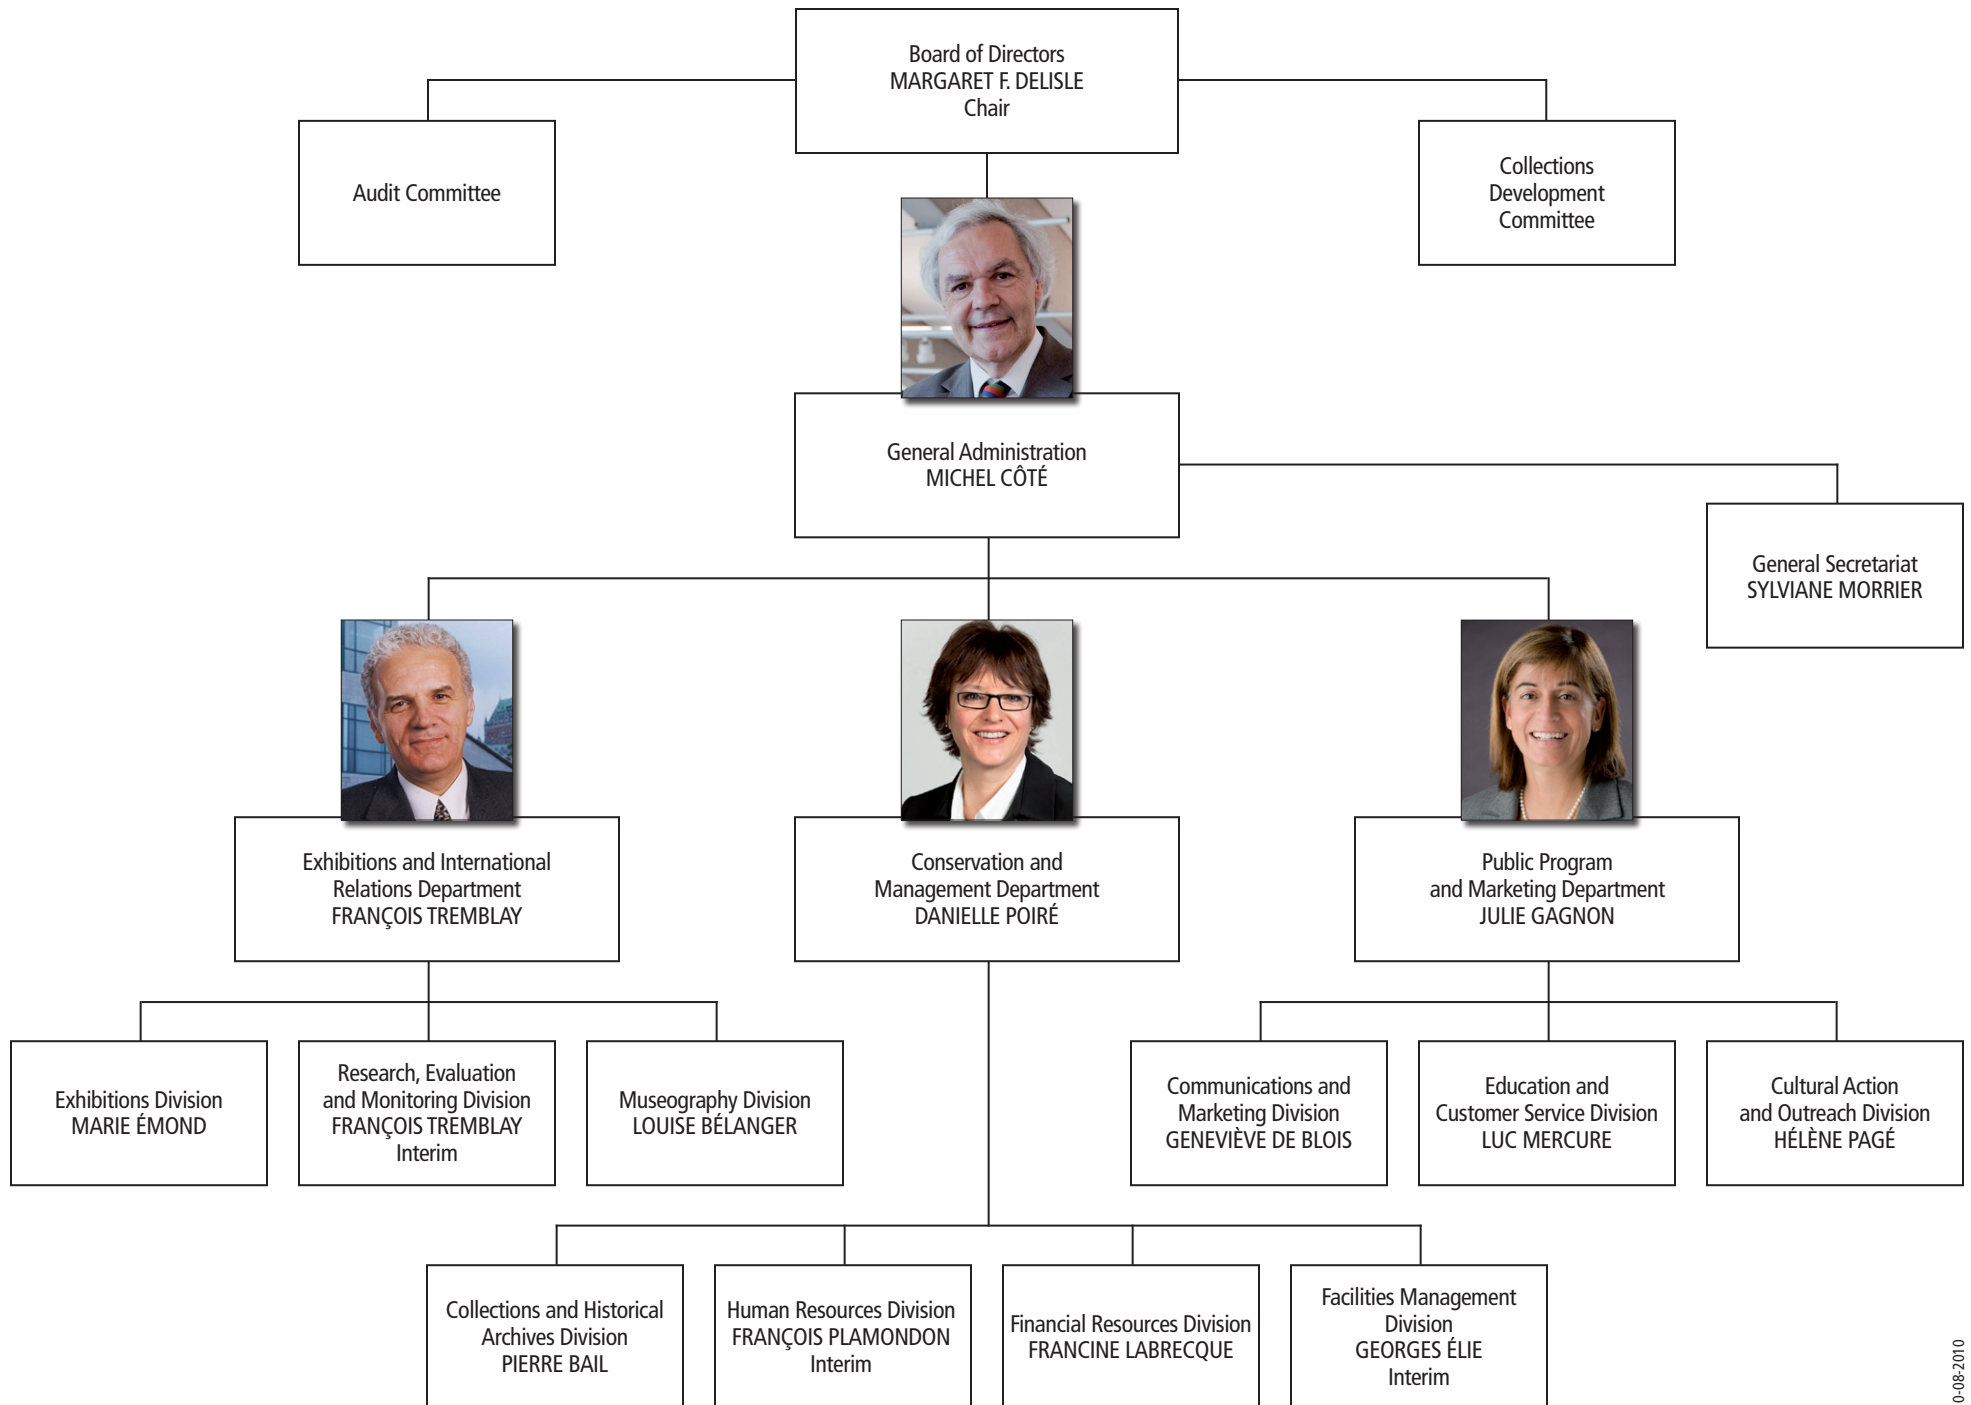 Board of Directors
MARGARET F. DELISLE
Chair
Audit Committee
Collections
Development
Committee
General Administration
MICHEL CÔTÉ
General Secretariat
SYLVIANE MORRIER
Exhibitions and International
Relations Department
FRANÇOIS TREMBLAY
Conservation and
Management Department
DANIELLE POIRÉ
Public Program
and Marketing Department
JULIE GAGNON
Exhibitions Division
MARIE ÉMOND
Research, Evaluation
and Monitoring Division
FRANÇOIS TREMBLAY
Interim
Museography Division
LOUISE BÉLANGER
Communications and
Marketing Division
GENEVIÈVE DE BLOIS
Education and
Customer Service Division
LUC MERCURE
Cultural Action
and Outreach Division
HÉLÈNE PAGÉ
Collections and Historical
Archives Division
PIERRE BAIL
Human Resources Division
FRANÇOIS PLAMONDON
Interim
Financial Resources Division
FRANCINE LABRECQUE
Facilities Management
Division
GEORGES ÉLIE
Interim
0-08-2010